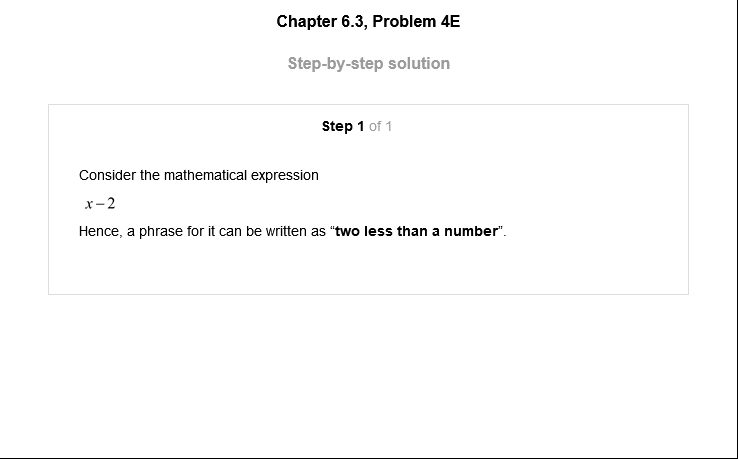 Chapter 6.3, Problem 4E
Step-by-step solution
Step 1 of 1
Consider the mathematical expression
x−2
Hence, a phrase for it can be written as “two less than a number”.